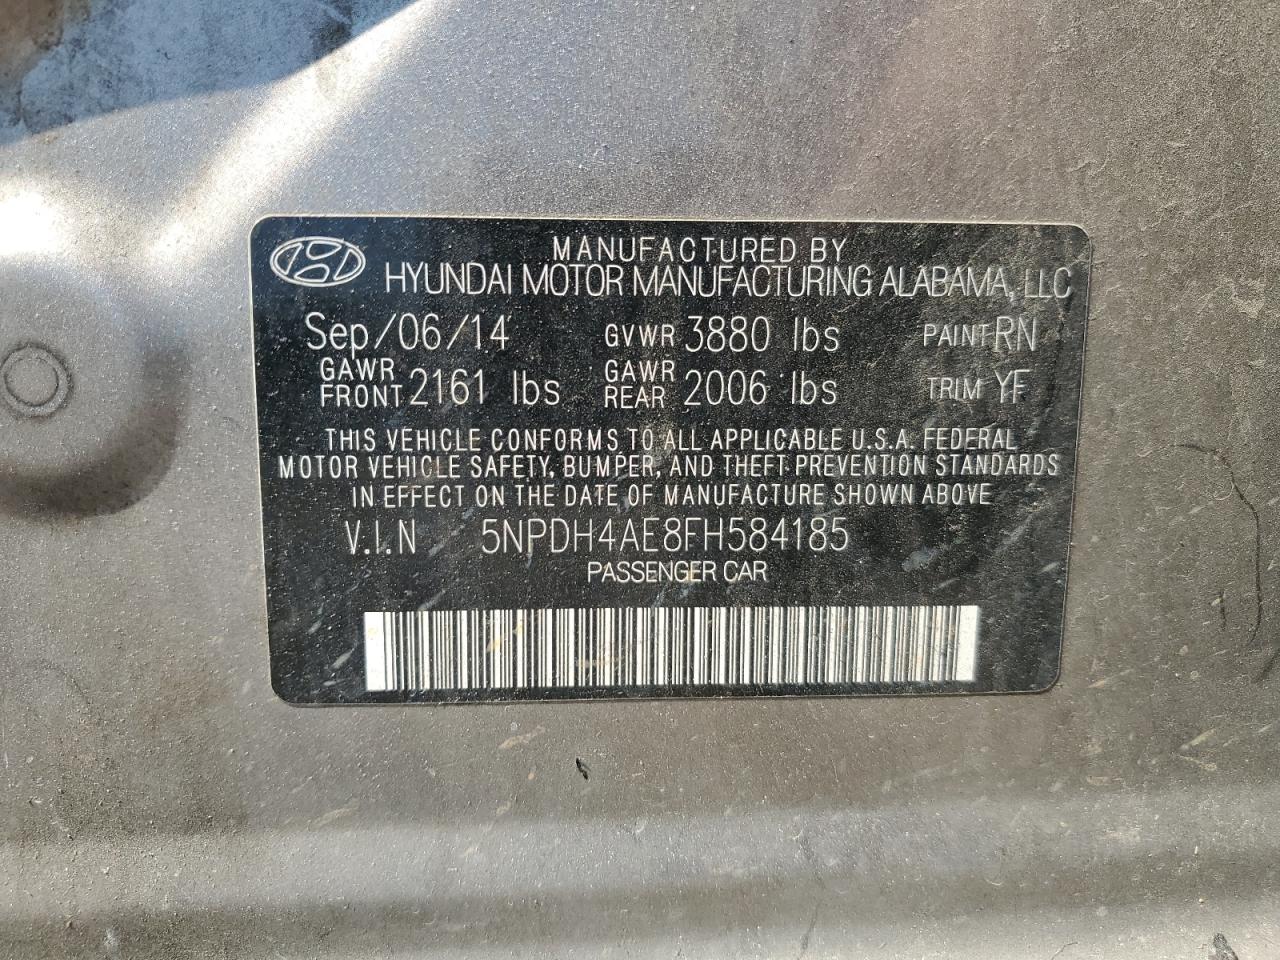 MANUFACTURED BY
HYUNDAI MOTOR MANUFACTURING ALABAMA, LLC
Sep/06/14 GVWR 3880 lbs PAINT RN
GAWR FRONT 2161 lbs GAWR REAR 2006 lbs TRIM YF
THIS VEHICLE CONFORMS TO ALL APPLICABLE U.S.A. FEDERAL
MOTOR VEHICLE SAFETY, BUMPER, AND THEFT PREVENTION STANDARDS
IN EFFECT ON THE DATE OF MANUFACTURE SHOWN ABOVE
V.I.N 5NPDH4AE8FH584185
PASSENGER CAR